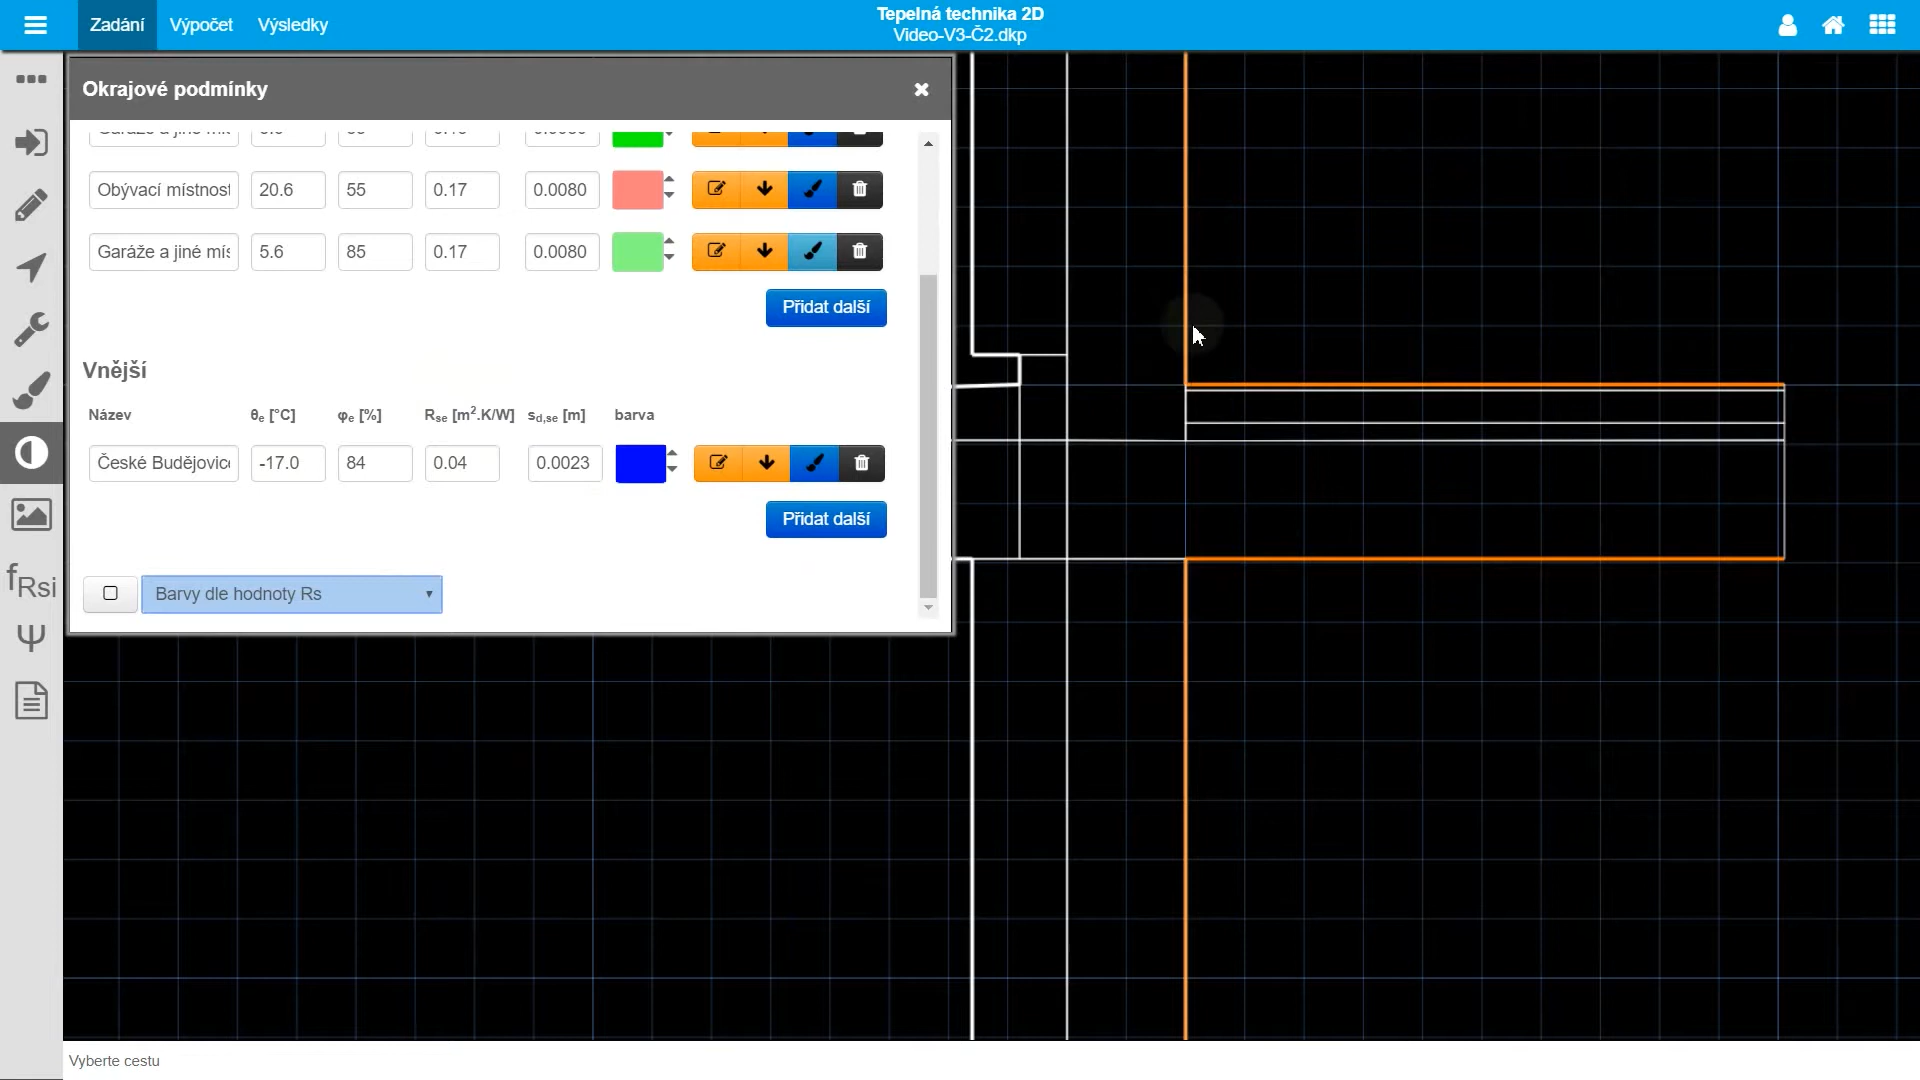 Zadání Výpočet Výsledky
Tepelná technika 2D
Video-V3-Č2.dkp
Okrajové podmínky
Obývací místnost 20.6 55 0.17 0.0080
Garáže a jiné mís 5.6 85 0.17 0.0080
Přidat další
Vnější
Název θe [°C] φe [%] Rse [m².K/W] sd,se [m] barva
České Budějovic -17.0 84 0.04 0.0023
Přidat další
Barvy dle hodnoty Rs
fRsi
Ψ
Vyberte cestu